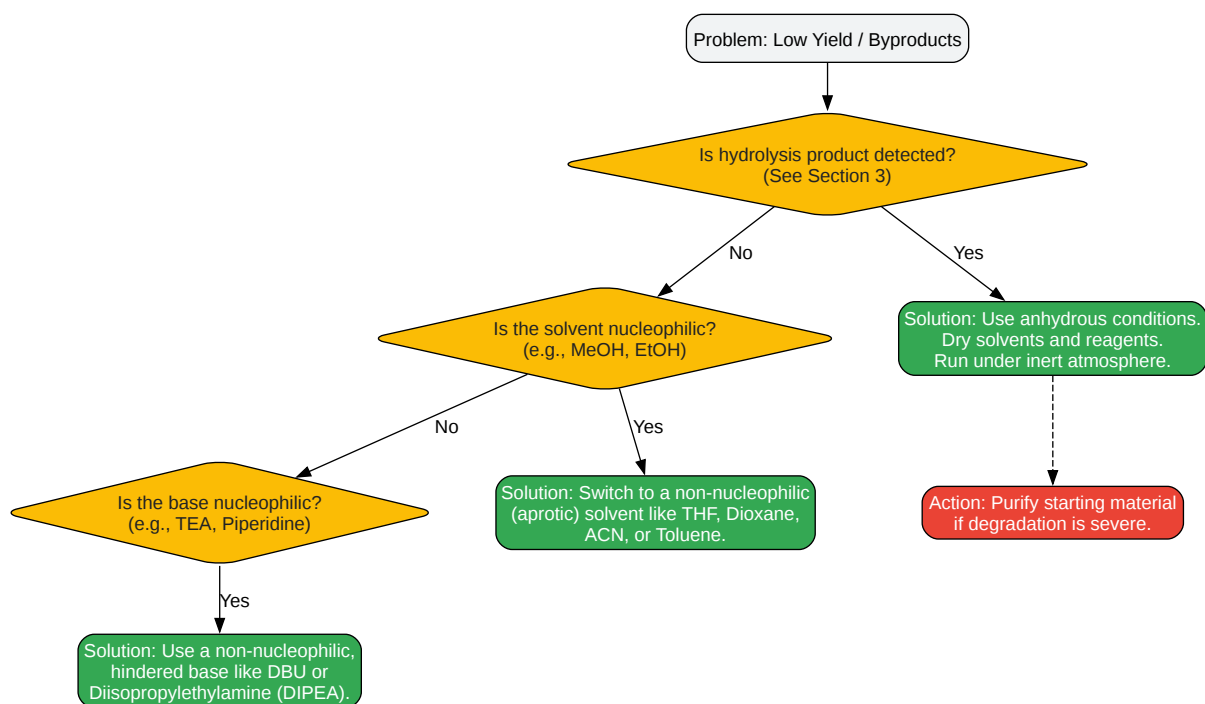 Problem: Low Yield / Byproducts
Is hydrolysis product detected?
(See Section 3)
No
Yes
Is the solvent nucleophilic?
(e.g., MeOH, EtOH)
Solution: Use anhydrous conditions.
Dry solvents and reagents.
Run under inert atmosphere.
No
Yes
Is the base nucleophilic?
(e.g., TEA, Piperidine)
Solution: Switch to a non-nucleophilic
(aprotic) solvent like THF, Dioxane,
ACN, or Toluene.
Action: Purify starting material
if degradation is severe.
Yes
Solution: Use a non-nucleophilic,
hindered base like DBU or
Diisopropylethylamine (DIPEA).